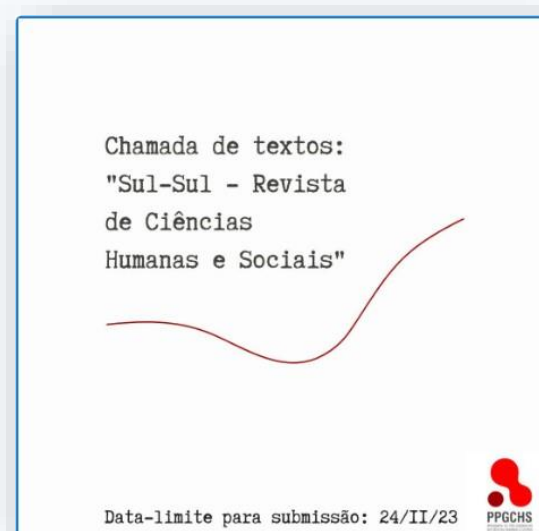 Chamada de textos:
"Sul-Sul - Revista
de Ciências
Humanas e Sociais"
Data-limite para submissão: 24/II/23
PPGCHS